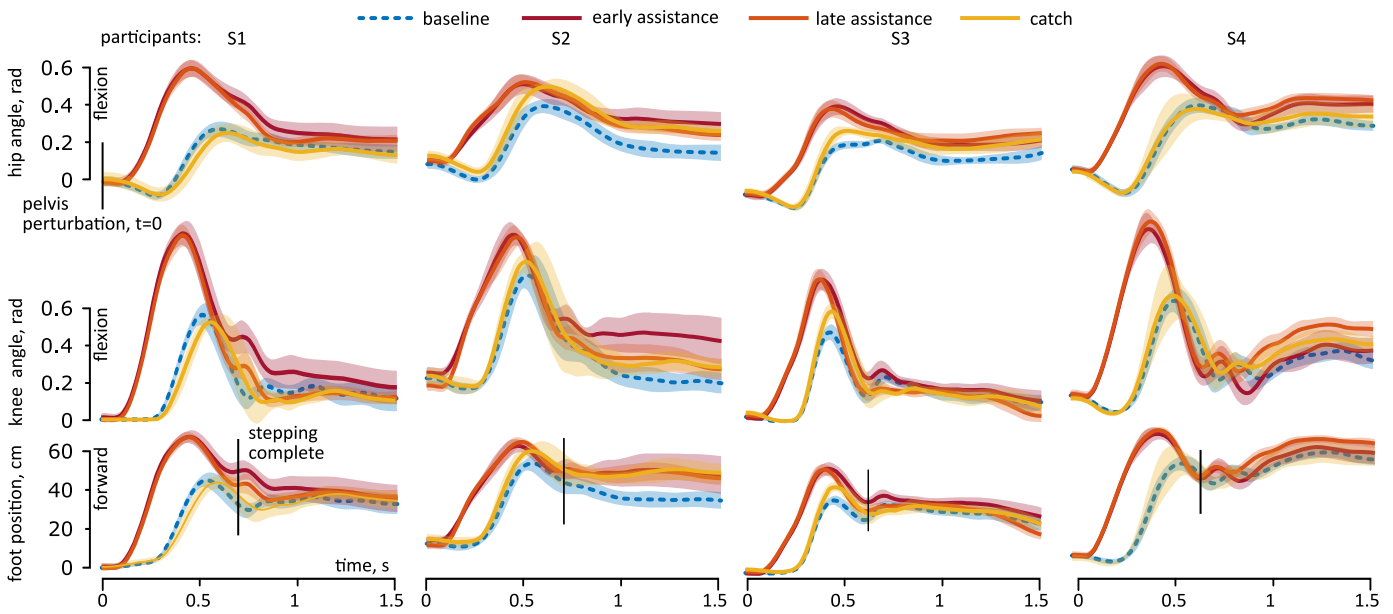 baseline early assistance late assistance catch
participants: S1 S2 S3 S4
hip angle, rad
flexion
0.6
0.4
0.2
0
pelvis
perturbation, t=0
knee angle, rad
flexion
0.6
0.4
0.2
0
foot position, cm
forward
60
40
20
0
stepping
complete
time, s
0 0.5 1 1.5 0 0.5 1 1.5 0 0.5 1 1.5 0 0.5 1 1.5